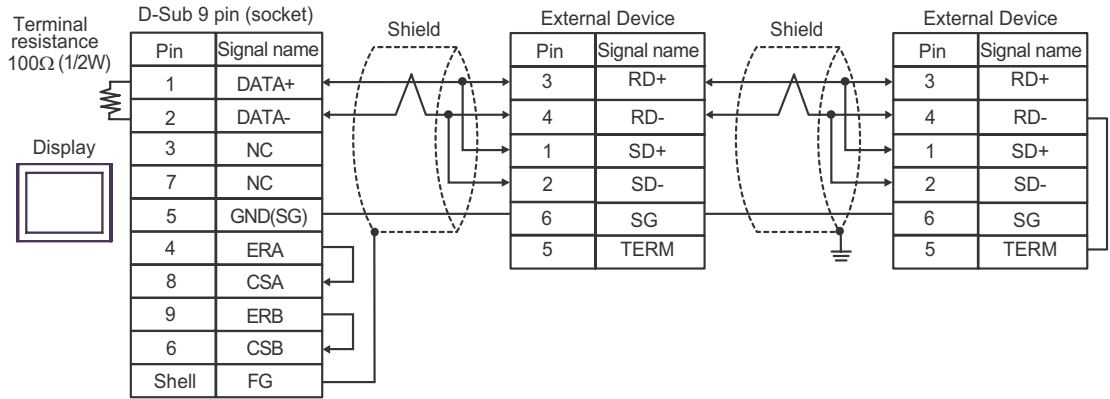 Terminal
resistance
100Ω (1/2W)
Display
D-Sub 9 pin (socket)
Pin Signal name
1 DATA+
2 DATA-
3 NC
7 NC
5 GND(SG)
4 ERA
8 CSA
9 ERB
6 CSB
Shell FG
Shield
External Device
Pin Signal name
3 RD+
4 RD-
1 SD+
2 SD-
6 SG
5 TERM
Shield
External Device
Pin Signal name
3 RD+
4 RD-
1 SD+
2 SD-
6 SG
5 TERM